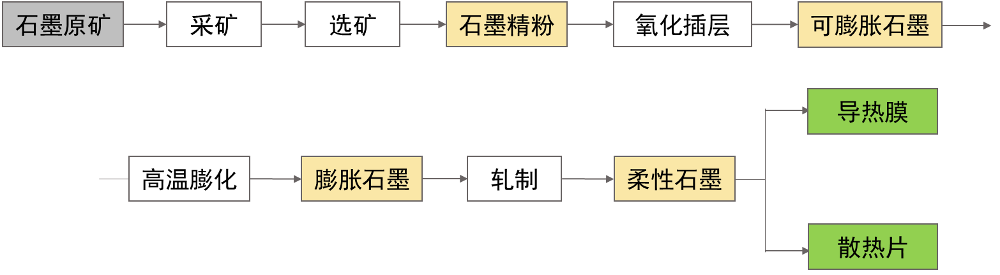 石墨原矿
采矿
选矿
石墨精粉
氧化插层
可膨胀石墨
导热膜
高温膨化
膨胀石墨
轧制
柔性石墨
散热片